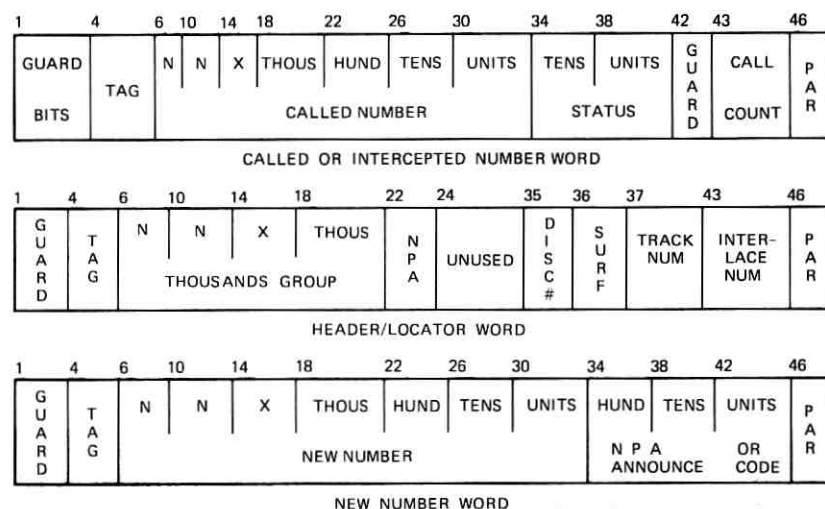 1 4 6 10 14 18 22 26 30 34 38 42 43 46
GUARD BITS TAG N N X THOUS HUND TENS UNITS TENS UNITS GUARD CALL COUNT PAR
CALLED NUMBER STATUS
CALLED OR INTERCEPTED NUMBER WORD
1 4 6 10 14 18 22 24 35 36 37 43 46
GUARD TAG N N X THOUS NPA UNUSED DISC# SURF TRACK NUM INTER-LACE NUM PAR
THOUSANDS GROUP
HEADER/LOCATOR WORD
1 4 6 10 14 18 22 26 30 34 38 42 46
GUARD TAG N N X THOUS HUND TENS UNITS HUND TENS UNITS PAR
NEW NUMBER NPA OR
ANNOUNCE CODE
NEW NUMBER WORD